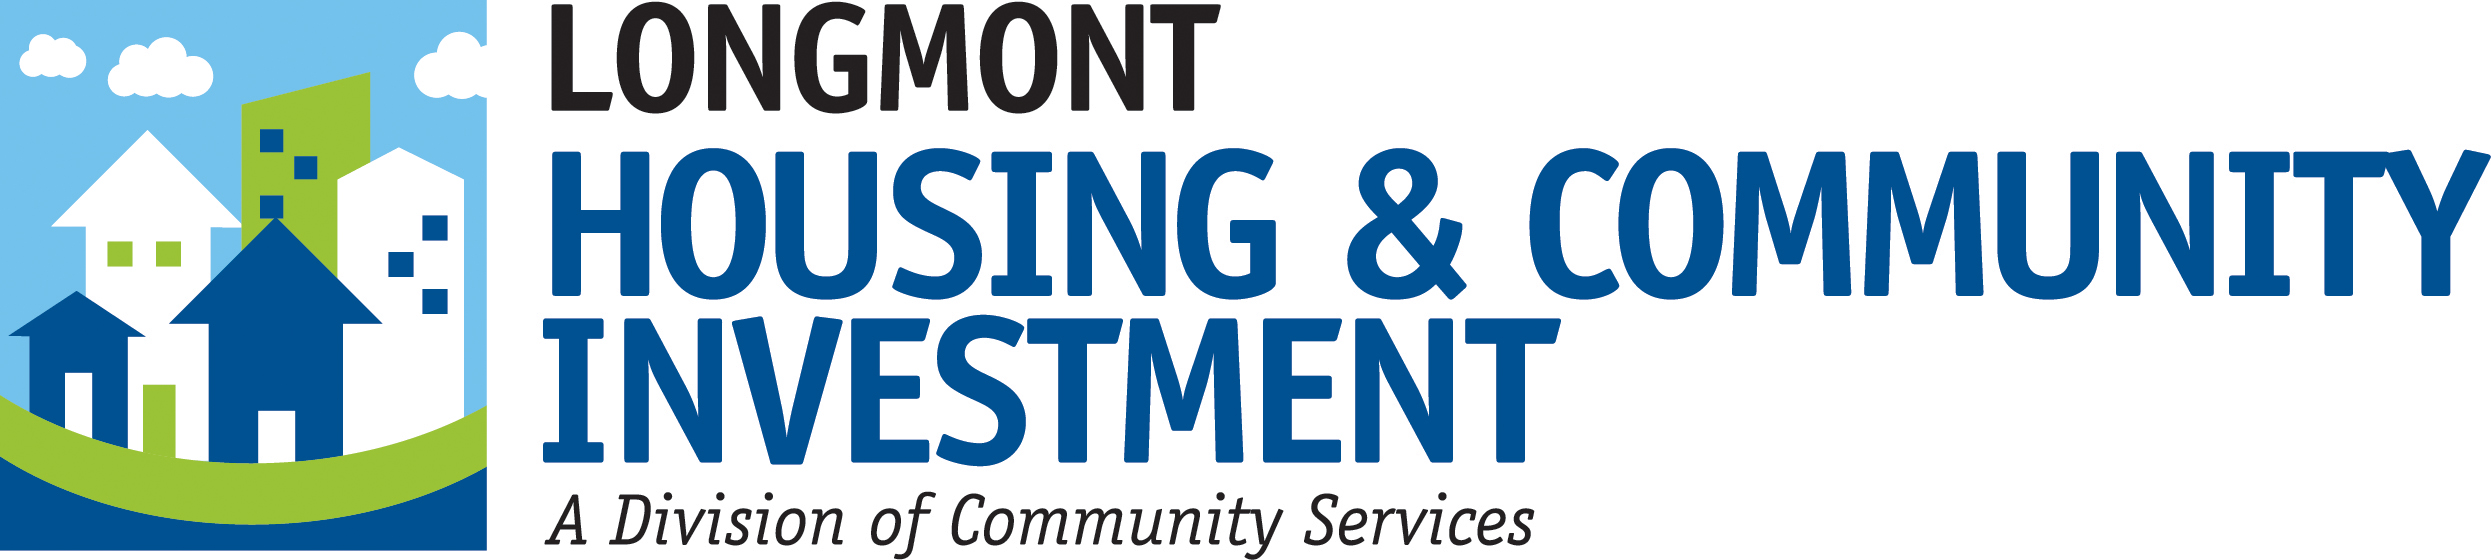 LONGMONT
HOUSING & COMMUNITY
INVESTMENT
A Division of Community Services